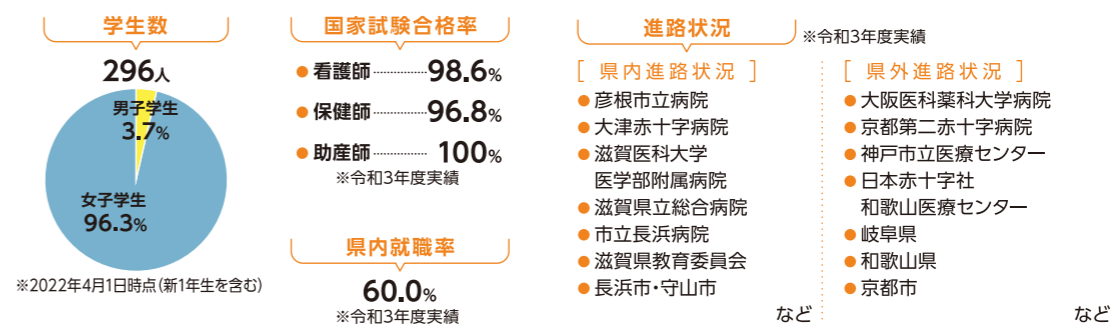 学生数
296人
男子学生
3.7%
女子学生
96.3%
※2022年4月1日時点(新1年生を含む)
国家試験合格率
●看護師……………98.6%
●保健師……………96.8%
●助産師…………… 100%
※令和3年度実績
県内就職率
60.0%
※令和3年度実績
進路状況
※令和3年度実績
[ 県内進路状況 ]
●彦根市立病院
●大津赤十字病院
●滋賀医科大学
医学部附属病院
●滋賀県立総合病院
●市立長浜病院
●滋賀県教育委員会
●長浜市・守山市
など
[ 県外進路状況 ]
●大阪医科薬科大学病院
●京都第二赤十字病院
●神戸市立医療センター
●日本赤十字社
和歌山医療センター
●岐阜県
●和歌山県
●京都市
など